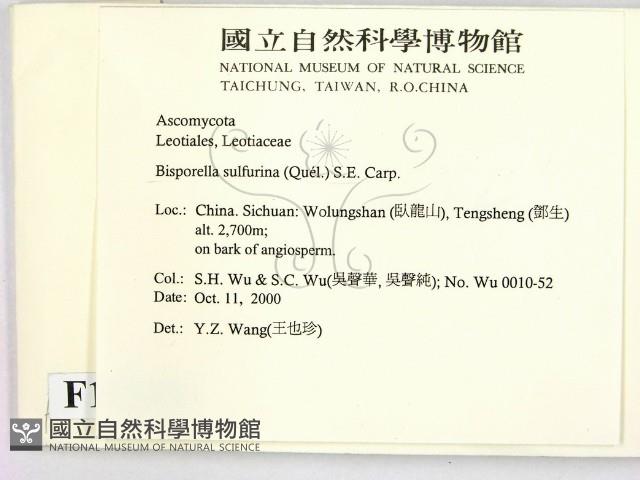 國立自然科學博物館
NATIONAL MUSEUM OF NATURAL SCIENCE
TAICHUNG, TAIWAN, R.O.CHINA
Ascomycota
Leotiales, Leotiaceae
Bisporella sulfurina (Quél.) S.E. Carp.
Loc.: China. Sichuan: Wolungshan (臥龍山), Tengsheng (鄧生)
alt. 2,700m;
on bark of angiosperm.
Col.: S.H. Wu & S.C. Wu(吳聲華, 吳聲純); No. Wu 0010-52
Date: Oct. 11, 2000
Det.: Y.Z. Wang(王也珍)
F1
國立自然科學博物館
NATIONAL MUSEUM OF NATURAL SCIENCE